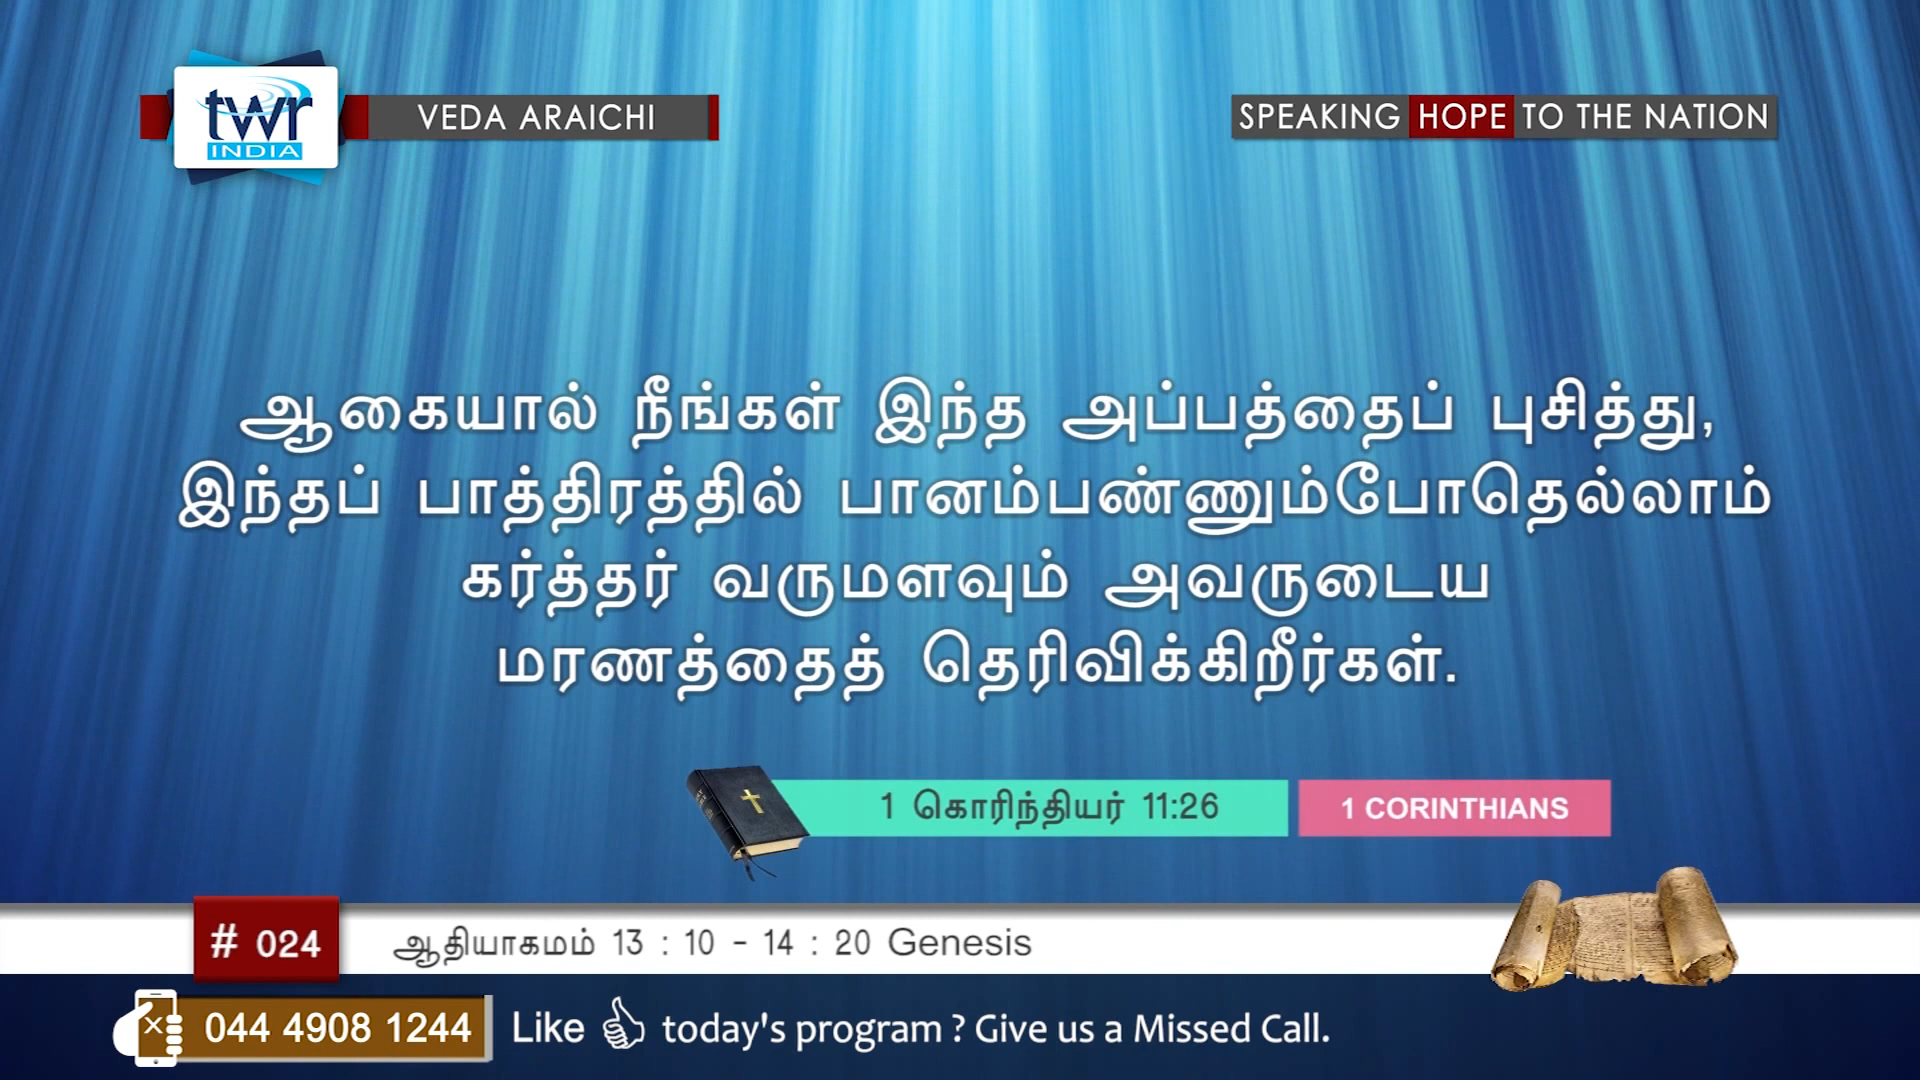 twr
INDIA
VEDA ARAICHI
SPEAKING HOPE TO THE NATION
ஆகையால் நீங்கள் இந்த அப்பத்தைப் புசித்து,
இந்தப் பாத்திரத்தில் பானம்பண்ணும்போதெல்லாம்
கர்த்தர் வருமளவும் அவருடைய
மரணத்தைத் தெரிவிக்கிறீர்கள்.
1 கொரிந்தியர் 11:26
1 CORINTHIANS
# 024
ஆதியாகமம் 13 : 10 - 14 : 20 Genesis
044 4908 1244
Like today's program ? Give us a Missed Call.